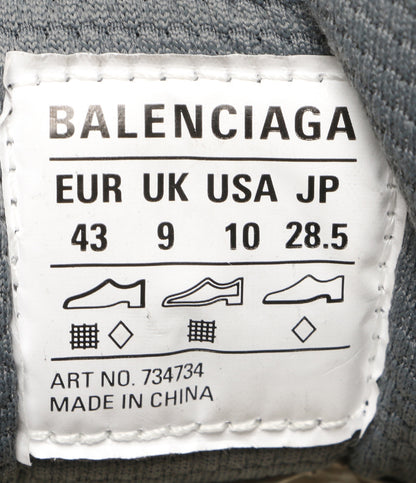 BALENCIAGA
EUR UK USA JP
43 9 10 28.5
ART NO. 734734
MADE IN CHINA